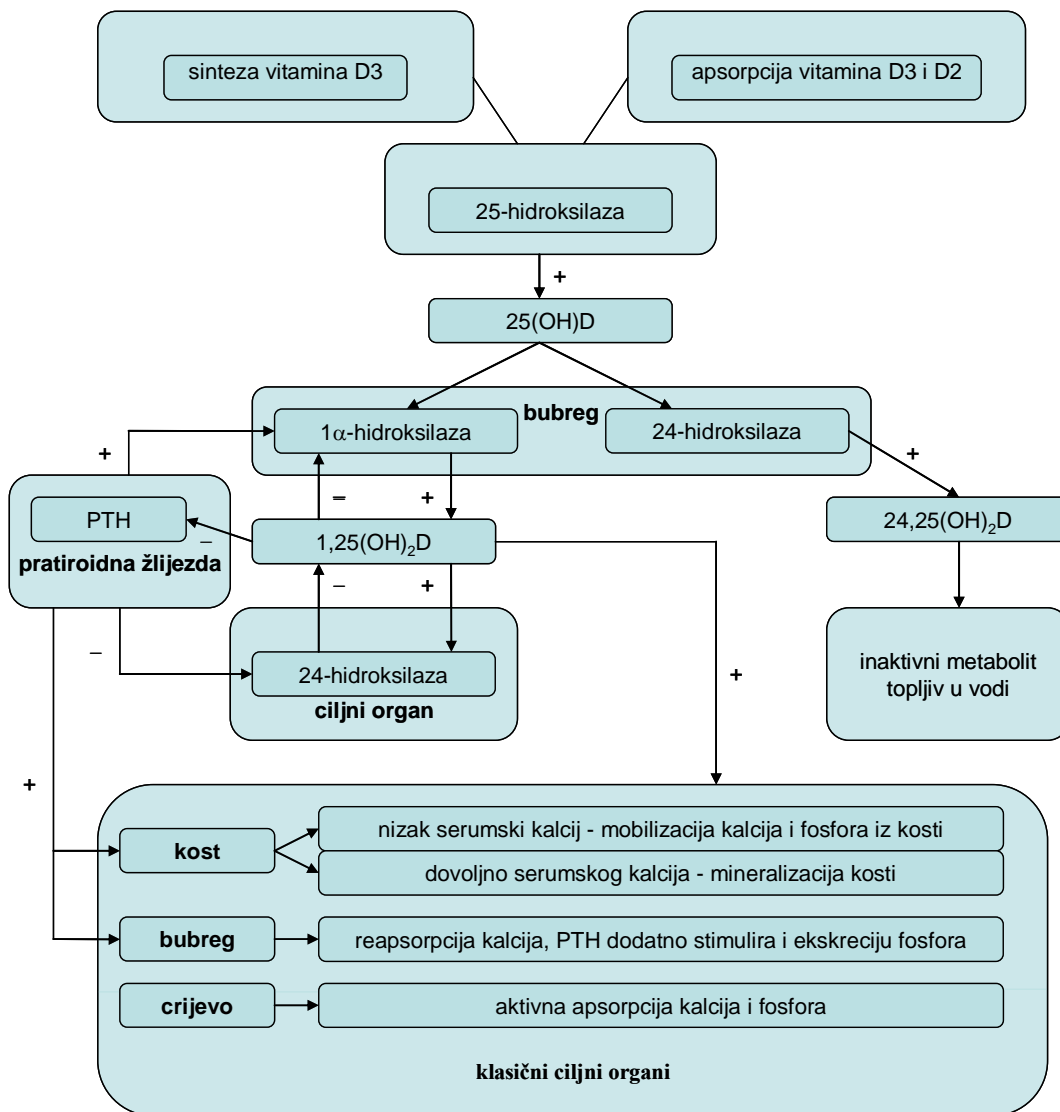 sinteza vitamina D3
apsorpcija vitamina D3 i D2
25-hidroksilaza
+
25(OH)D
bubreg
1α-hidroksilaza
24-hidroksilaza
+
+
–
+
PTH
–
1,25(OH)₂D
24,25(OH)₂D
pratiroidna žlijezda
–
+
–
24-hidroksilaza
ciljni organ
+
inaktivni metabolit
topljiv u vodi
+
kost
nizak serumski kalcij - mobilizacija kalcija i fosfora iz kosti
dovoljno serumskog kalcija - mineralizacija kosti
bubreg
reapsorpcija kalcija, PTH dodatno stimulira i ekskreciju fosfora
crijevo
aktivna apsorpcija kalcija i fosfora
klasični ciljni organi